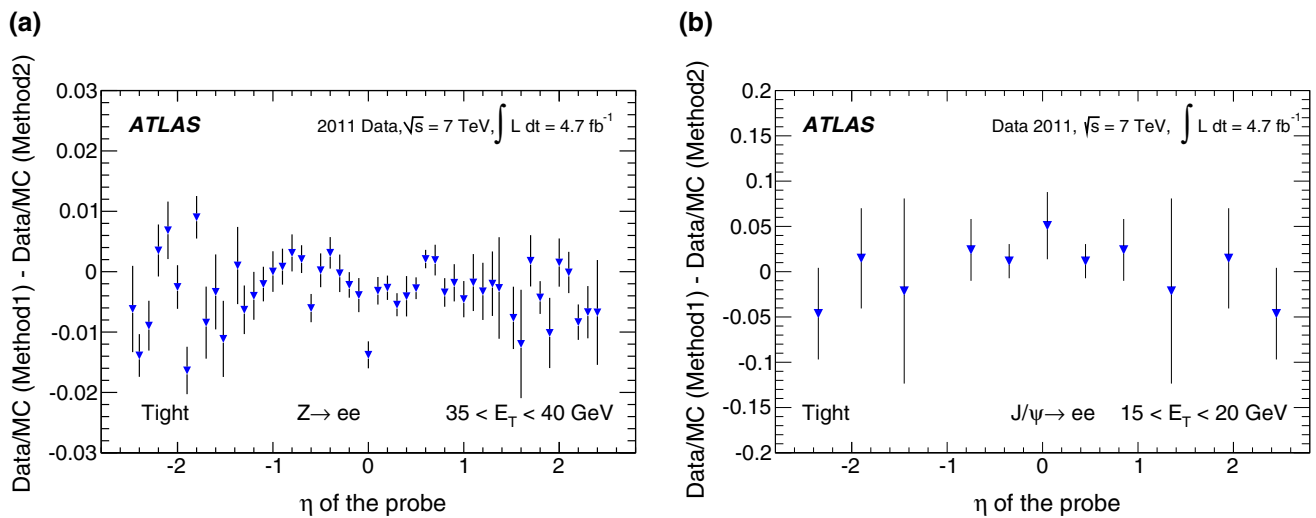 (a)
Data/MC (Method1) - Data/MC (Method2)
0.03
0.02
0.01
0
-0.01
-0.02
-0.03
ATLAS
2011 Data,√s = 7 TeV,∫ L dt = 4.7 fb⁻¹
Tight
Z→ ee
35 < E_T < 40 GeV
-2 -1 0 1 2
η of the probe
(b)
Data/MC (Method1) - Data/MC (Method2)
0.2
0.15
0.1
0.05
0
-0.05
-0.1
-0.15
-0.2
ATLAS
Data 2011, √s = 7 TeV, ∫ L dt = 4.7 fb⁻¹
Tight
J/ψ→ ee
15 < E_T < 20 GeV
-2 -1 0 1 2
η of the probe